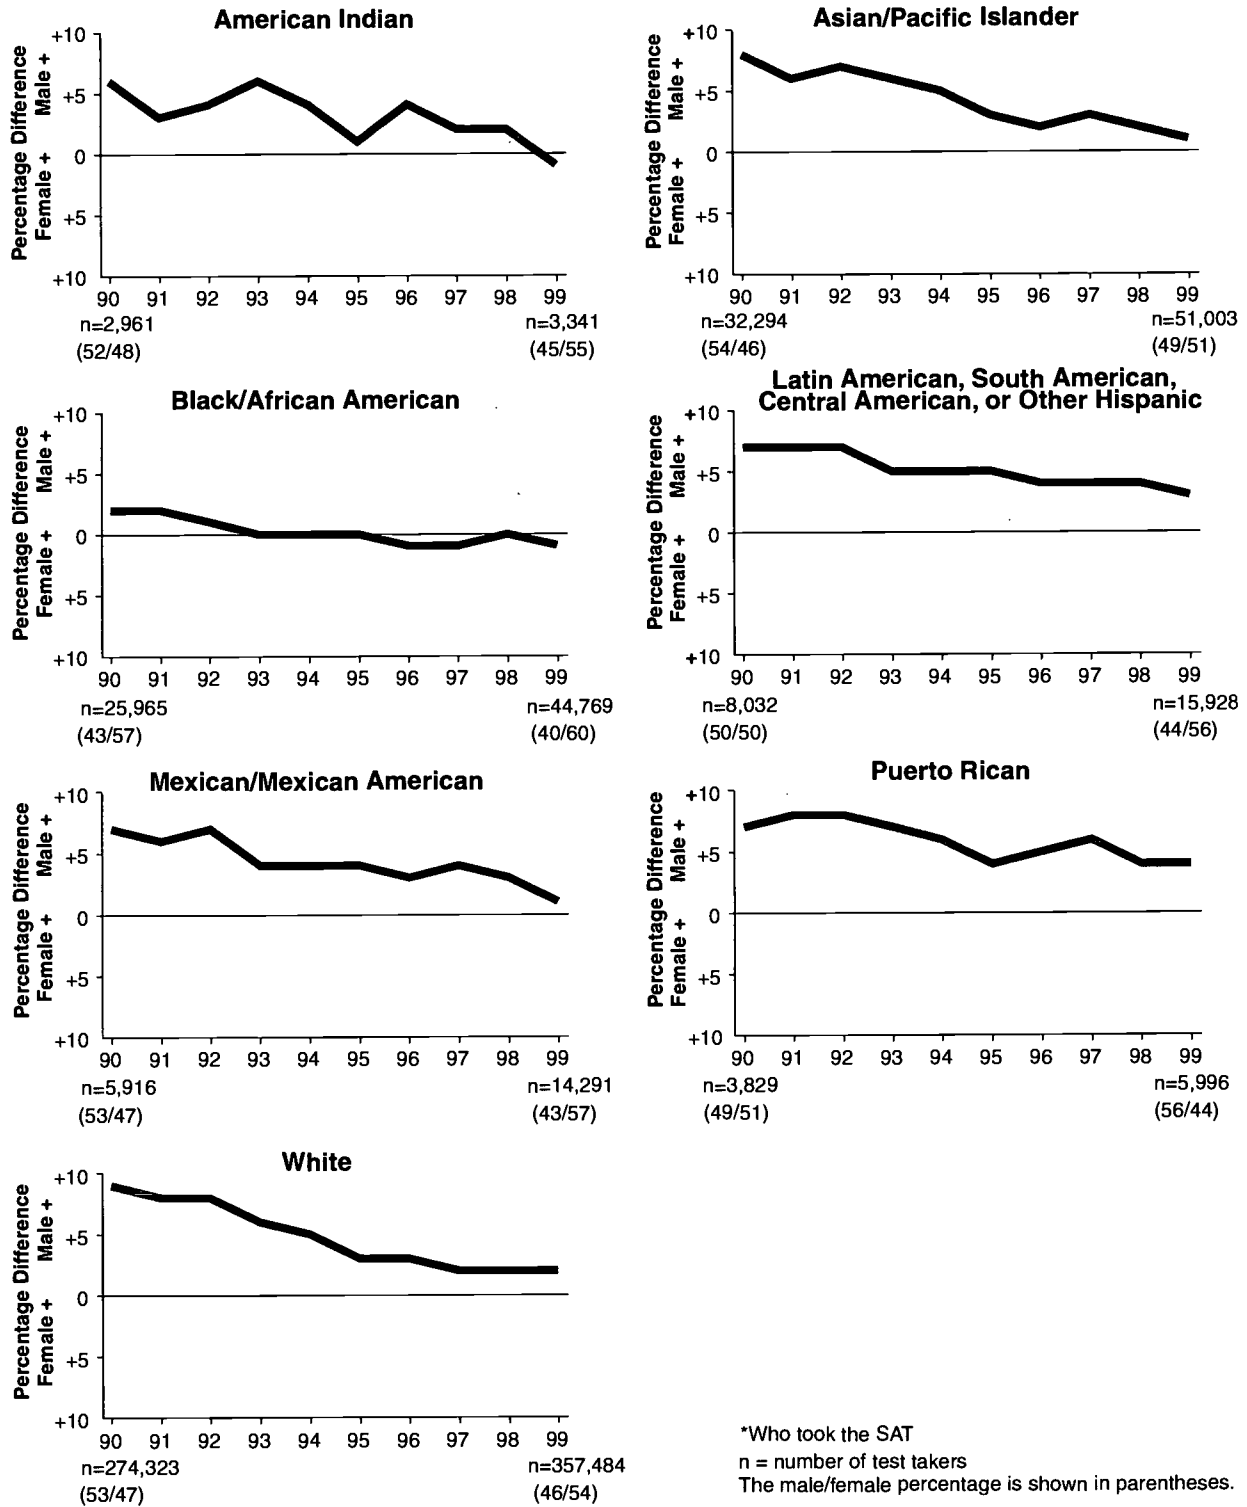 American Indian
+10
+5
0
+5
+10
Percentage Difference
Female + Male +
90 91 92 93 94 95 96 97 98 99
n=2,961 n=3,341
(52/48) (45/55)
Asian/Pacific Islander
+10
+5
0
+5
+10
Percentage Difference
Female + Male +
90 91 92 93 94 95 96 97 98 99
n=32,294 n=51,003
(54/46) (49/51)
Black/African American
+10
+5
0
+5
+10
Percentage Difference
Female + Male +
90 91 92 93 94 95 96 97 98 99
n=25,965 n=44,769
(43/57) (40/60)
Latin American, South American,
Central American, or Other Hispanic
+10
+5
0
+5
+10
Percentage Difference
Female + Male +
90 91 92 93 94 95 96 97 98 99
n=8,032 n=15,928
(50/50) (44/56)
Mexican/Mexican American
+10
+5
0
+5
+10
Percentage Difference
Female + Male +
90 91 92 93 94 95 96 97 98 99
n=5,916 n=14,291
(53/47) (43/57)
Puerto Rican
+10
+5
0
+5
+10
Percentage Difference
Female + Male +
90 91 92 93 94 95 96 97 98 99
n=3,829 n=5,996
(49/51) (56/44)
White
+10
+5
0
+5
+10
Percentage Difference
Female + Male +
90 91 92 93 94 95 96 97 98 99
n=274,323 n=357,484
(53/47) (46/54)
*Who took the SAT
n = number of test takers
The male/female percentage is shown in parentheses.